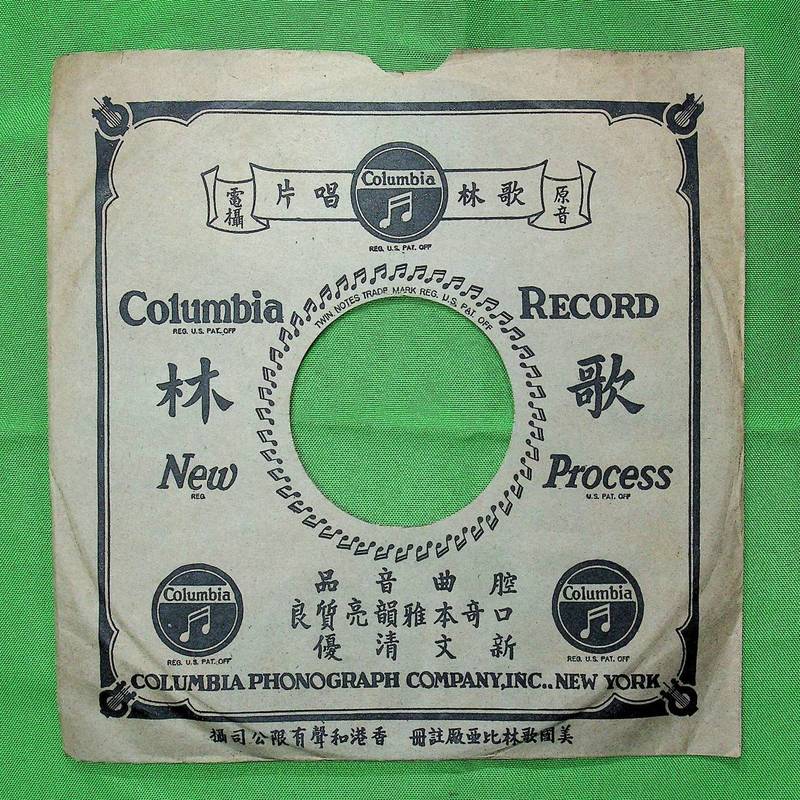 原音
歌林
Columbia
唱片
電攝
REG. U.S. PAT. OFF
TWIN NOTES TRADE MARK REG. U.S. PAT. OFF
Columbia RECORD
REG. U.S. PAT. OFF
歌林
New Process
REG. U.S. PAT. OFF
腔口新奇
曲本文雅
音韻清亮
品質優良
Columbia
REG. U.S. PAT. OFF
Columbia
REG. U.S. PAT. OFF
COLUMBIA PHONOGRAPH COMPANY, INC.. NEW YORK
美國歌林比亞厰註冊 香港和聲有限公司攝